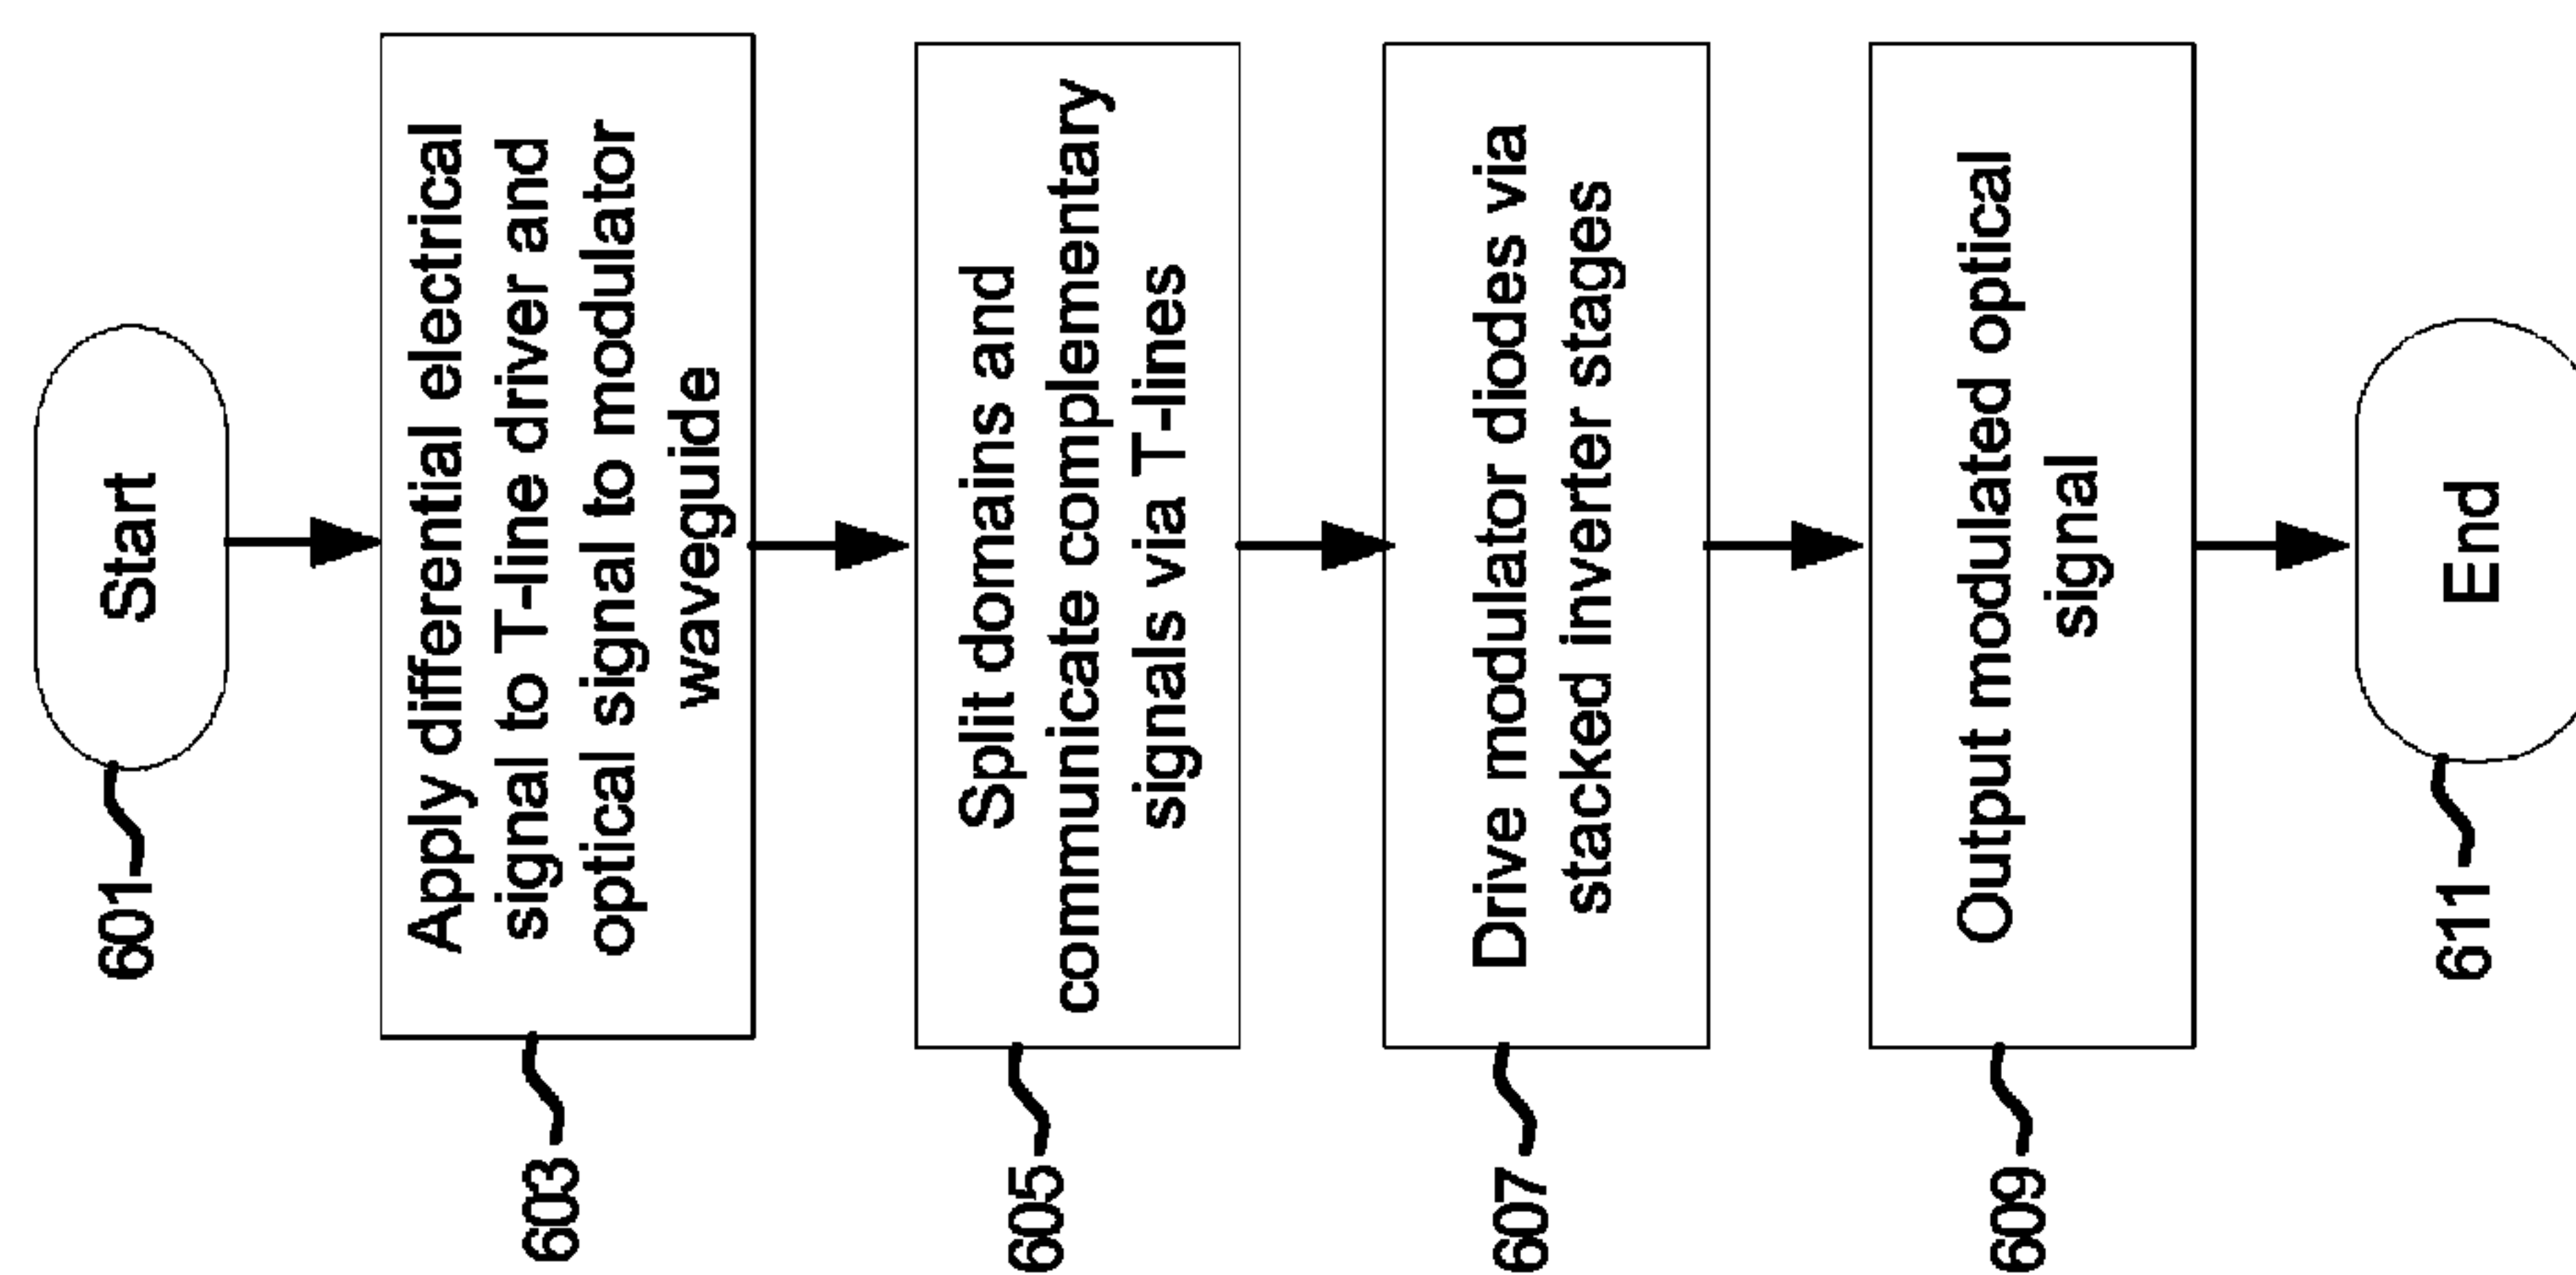 601
Start
603
Apply differential electrical
signal to T-line driver and
optical signal to modulator
waveguide
605
Split domains and
communicate complementary
signals via T-lines
607
Drive modulator diodes via
stacked inverter stages
609
Output modulated optical
signal
611
End